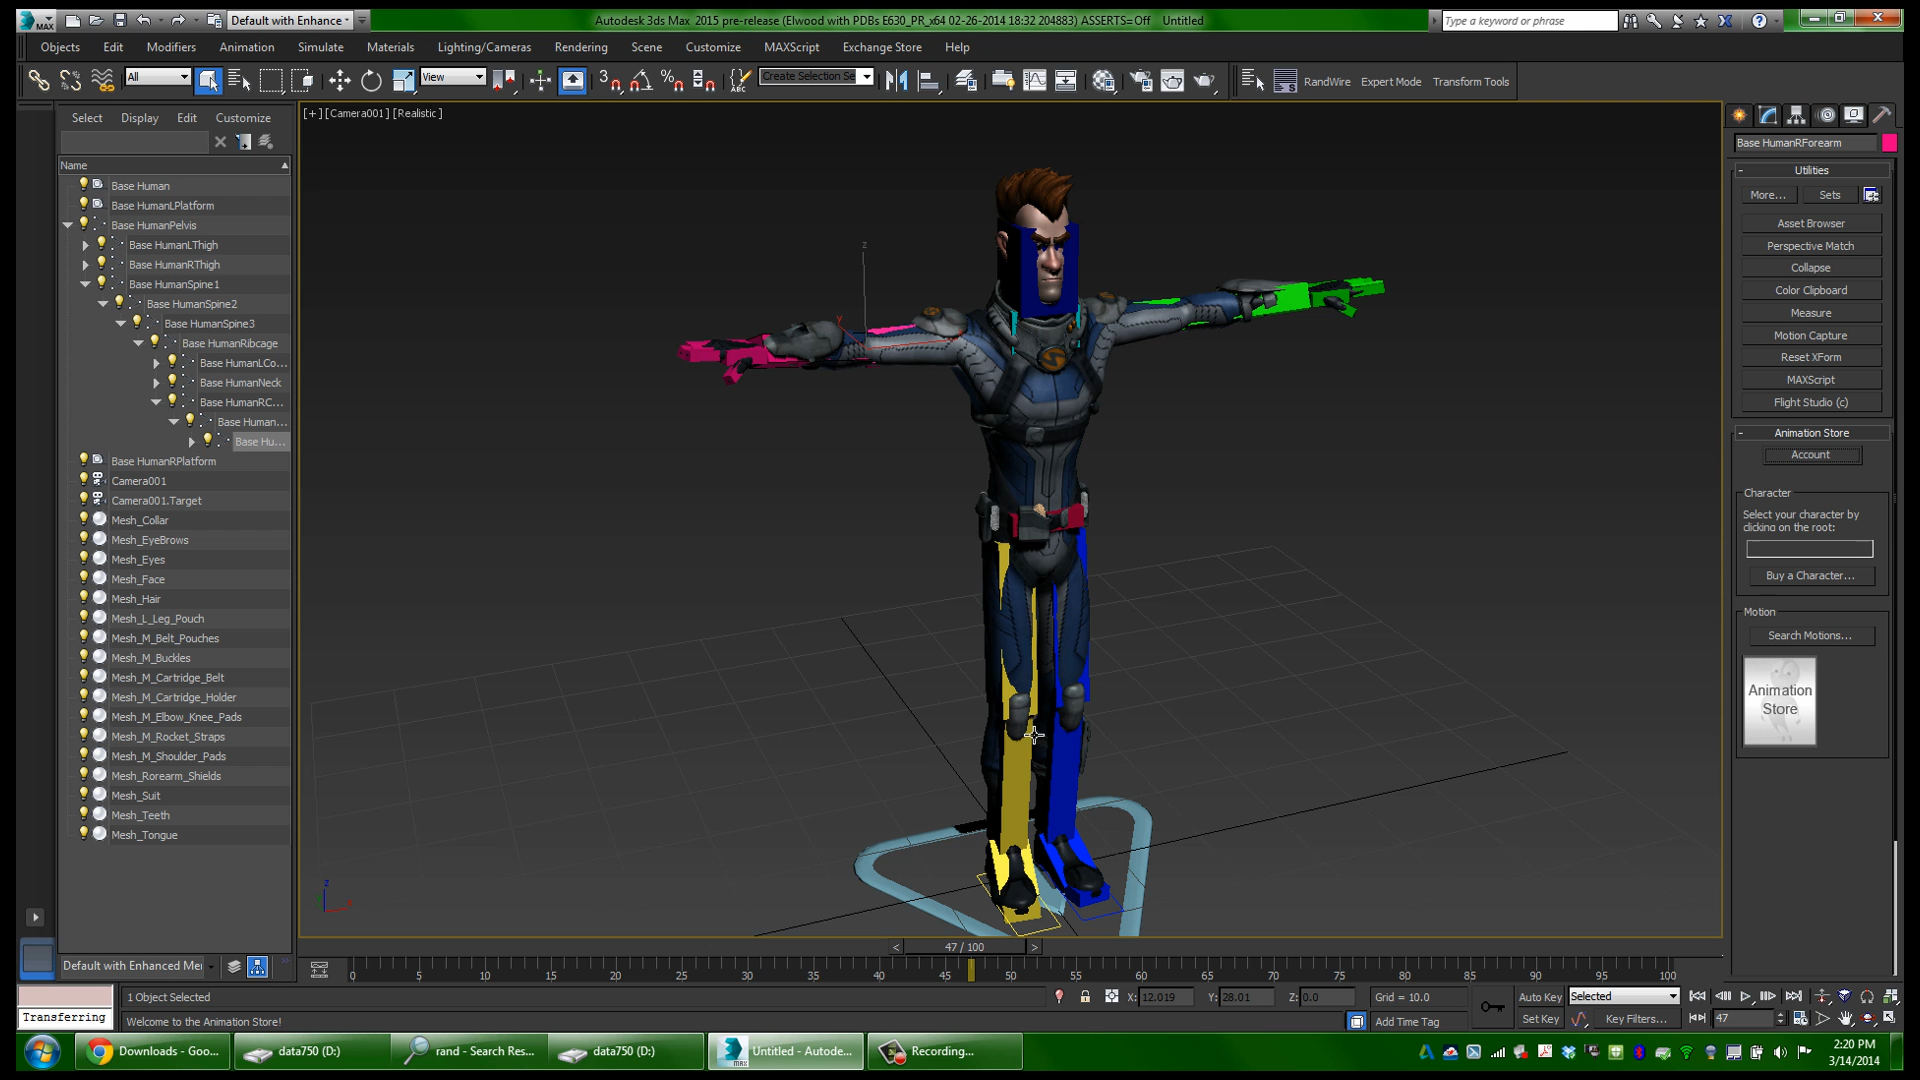 MAX
Default with Enhance
Autodesk 3ds Max 2015 pre-release (Elwood with PDBs E630_PR_x64 02-26-2014 18:32 204883) ASSERTS=Off Untitled
Type a keyword or phrase
Objects Edit Modifiers Animation Simulate Materials Lighting/Cameras Rendering Scene Customize MAXScript Exchange Store Help
All View Create Selection Se RandWire Expert Mode Transform Tools
Select Display Edit Customize
[+] [Camera001] [Realistic]
Name
Base Human
Base HumanLPlatform
Base HumanPelvis
Base HumanLThigh
Base HumanRThigh
Base HumanSpine1
Base HumanSpine2
Base HumanSpine3
Base HumanRibcage
Base HumanLCo...
Base HumanNeck
Base HumanRC...
Base Human...
Base Hu...
Base HumanRPlatform
Camera001
Camera001.Target
Mesh_Collar
Mesh_EyeBrows
Mesh_Eyes
Mesh_Face
Mesh_Hair
Mesh_L_Leg_Pouch
Mesh_M_Belt_Pouches
Mesh_M_Buckles
Mesh_M_Cartridge_Belt
Mesh_M_Cartridge_Holder
Mesh_M_Elbow_Knee_Pads
Mesh_M_Rocket_Straps
Mesh_M_Shoulder_Pads
Mesh_Rorearm_Shields
Mesh_Suit
Mesh_Teeth
Mesh_Tongue
Base HumanRForearm
Utilities
More... Sets
Asset Browser
Perspective Match
Collapse
Color Clipboard
Measure
Motion Capture
Reset XForm
MAXScript
Flight Studio (c)
Animation Store
Account
Character
Select your character by
clicking on the root:
Buy a Character...
Motion
Search Motions...
Animation
Store
z
y
z
x
< 47 / 100 >
Default with Enhanced Mer
0 5 10 15 20 25 30 35 40 45 50 55 60 65 70 75 80 85 90 95 100
1 Object Selected X: 12.019 Y: 28.01 Z: 0.0 Grid = 10.0 Auto Key Selected
Transferring Welcome to the Animation Store! Add Time Tag Set Key Key Filters... 47
Downloads - Goo... data750 (D:) rand - Search Res... data750 (D:) Untitled - Autode... Recording...
2:20 PM
3/14/2014